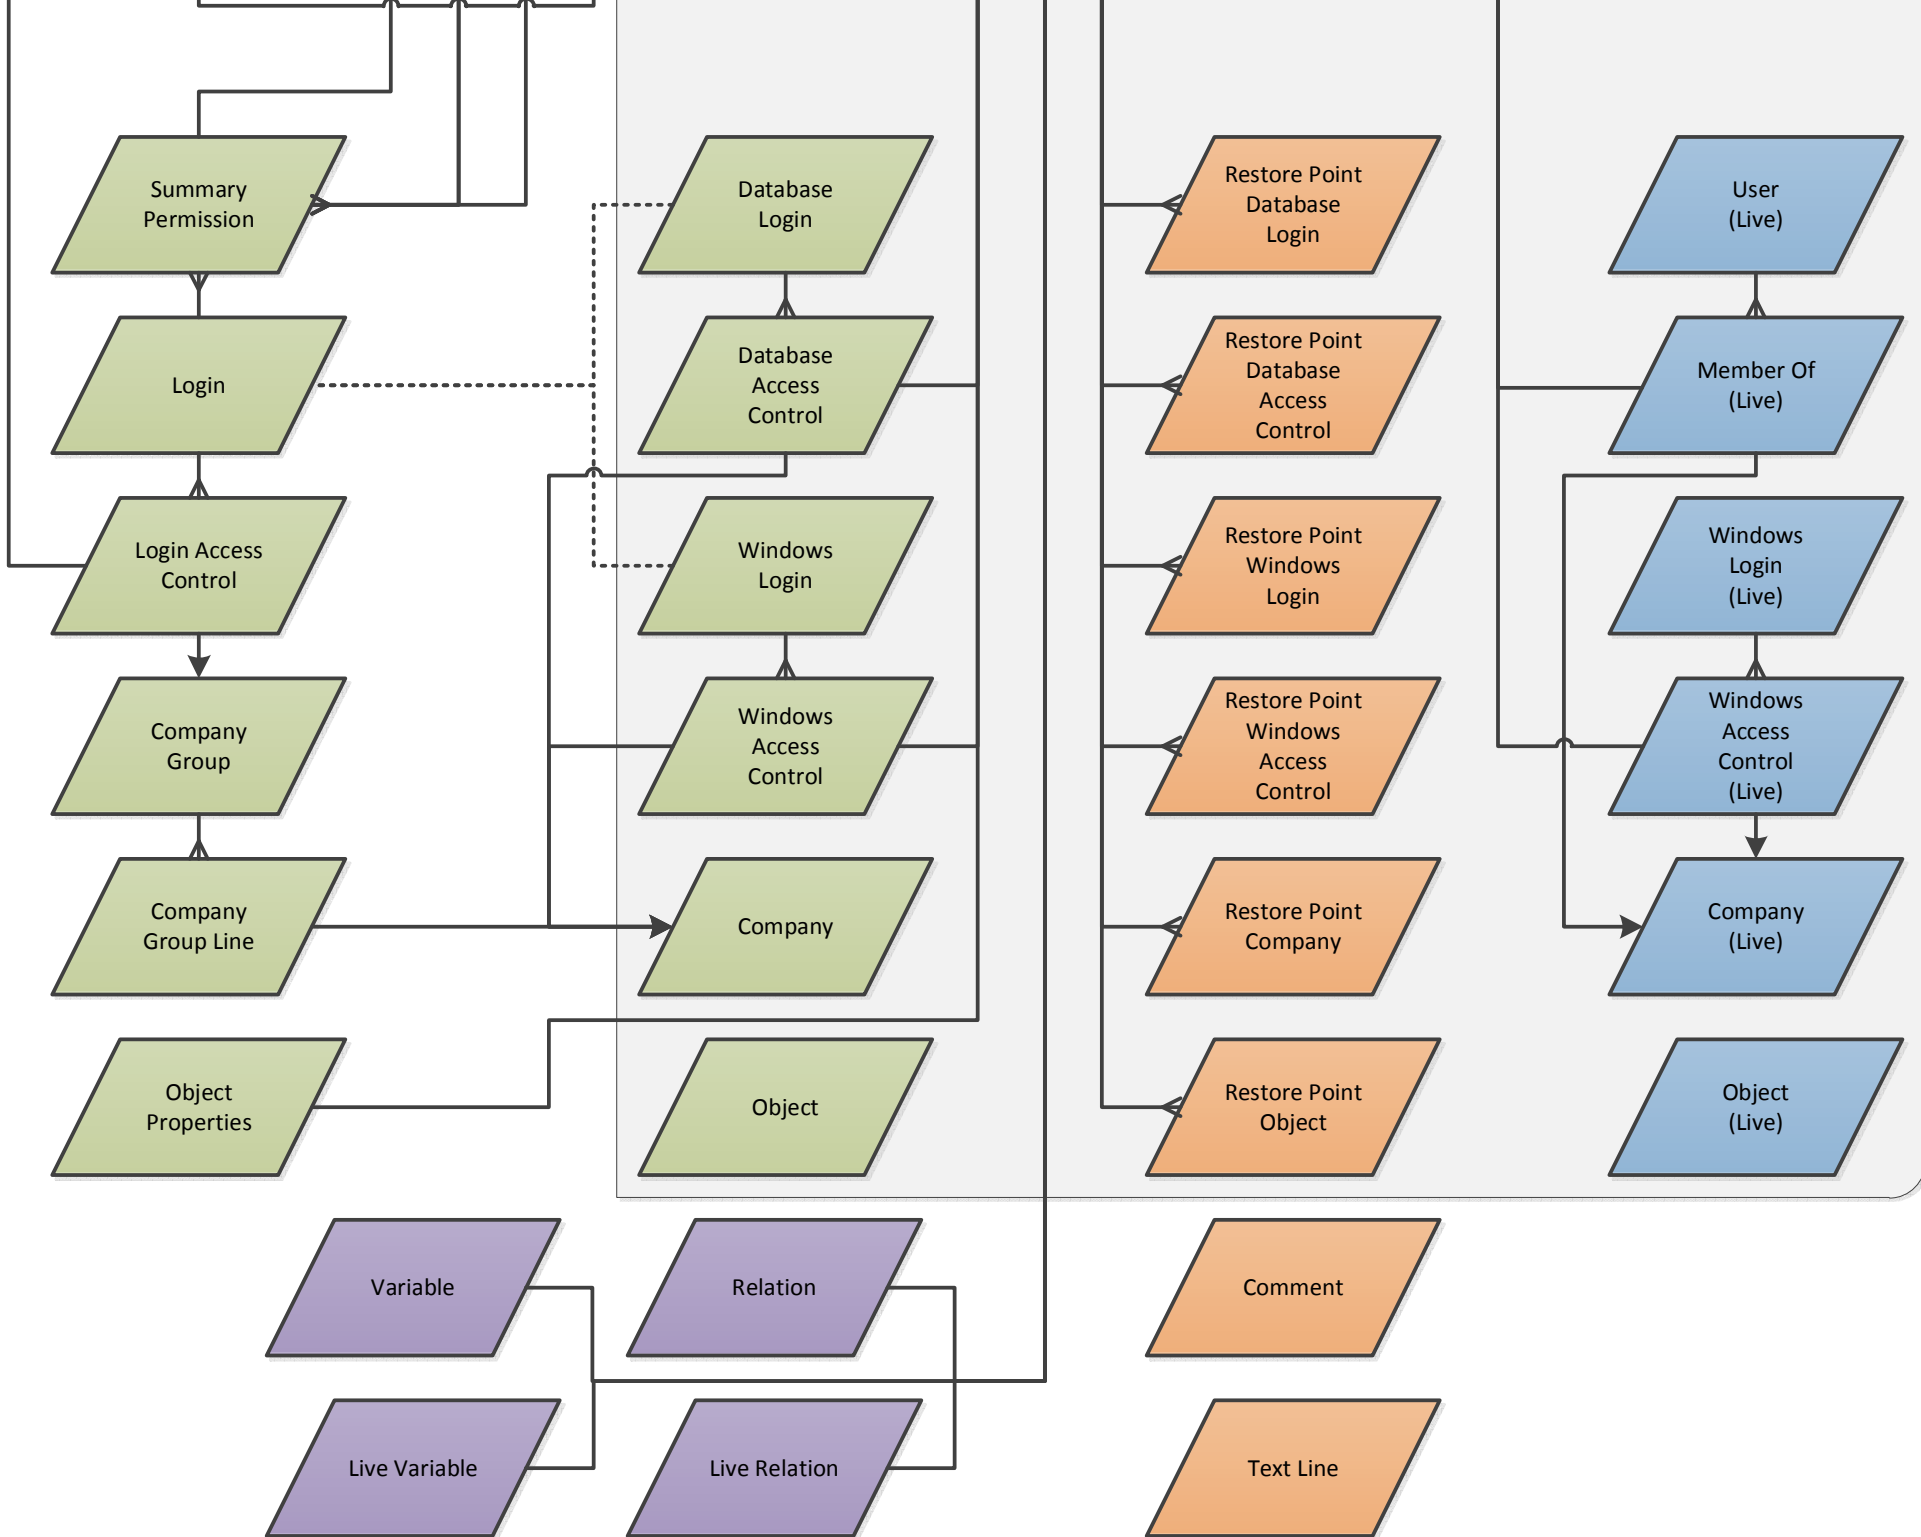 Summary
Permission
Database
Login
Restore Point
Database
Login
User
(Live)
Login
Database
Access
Control
Restore Point
Database
Access
Control
Member Of
(Live)
Login Access
Control
Windows
Login
Restore Point
Windows
Login
Windows
Login
(Live)
Company
Group
Windows
Access
Control
Restore Point
Windows
Access
Control
Windows
Access
Control
(Live)
Company
Group Line
Company
Restore Point
Company
Company
(Live)
Object
Properties
Object
Restore Point
Object
Object
(Live)
Variable
Relation
Comment
Live Variable
Live Relation
Text Line